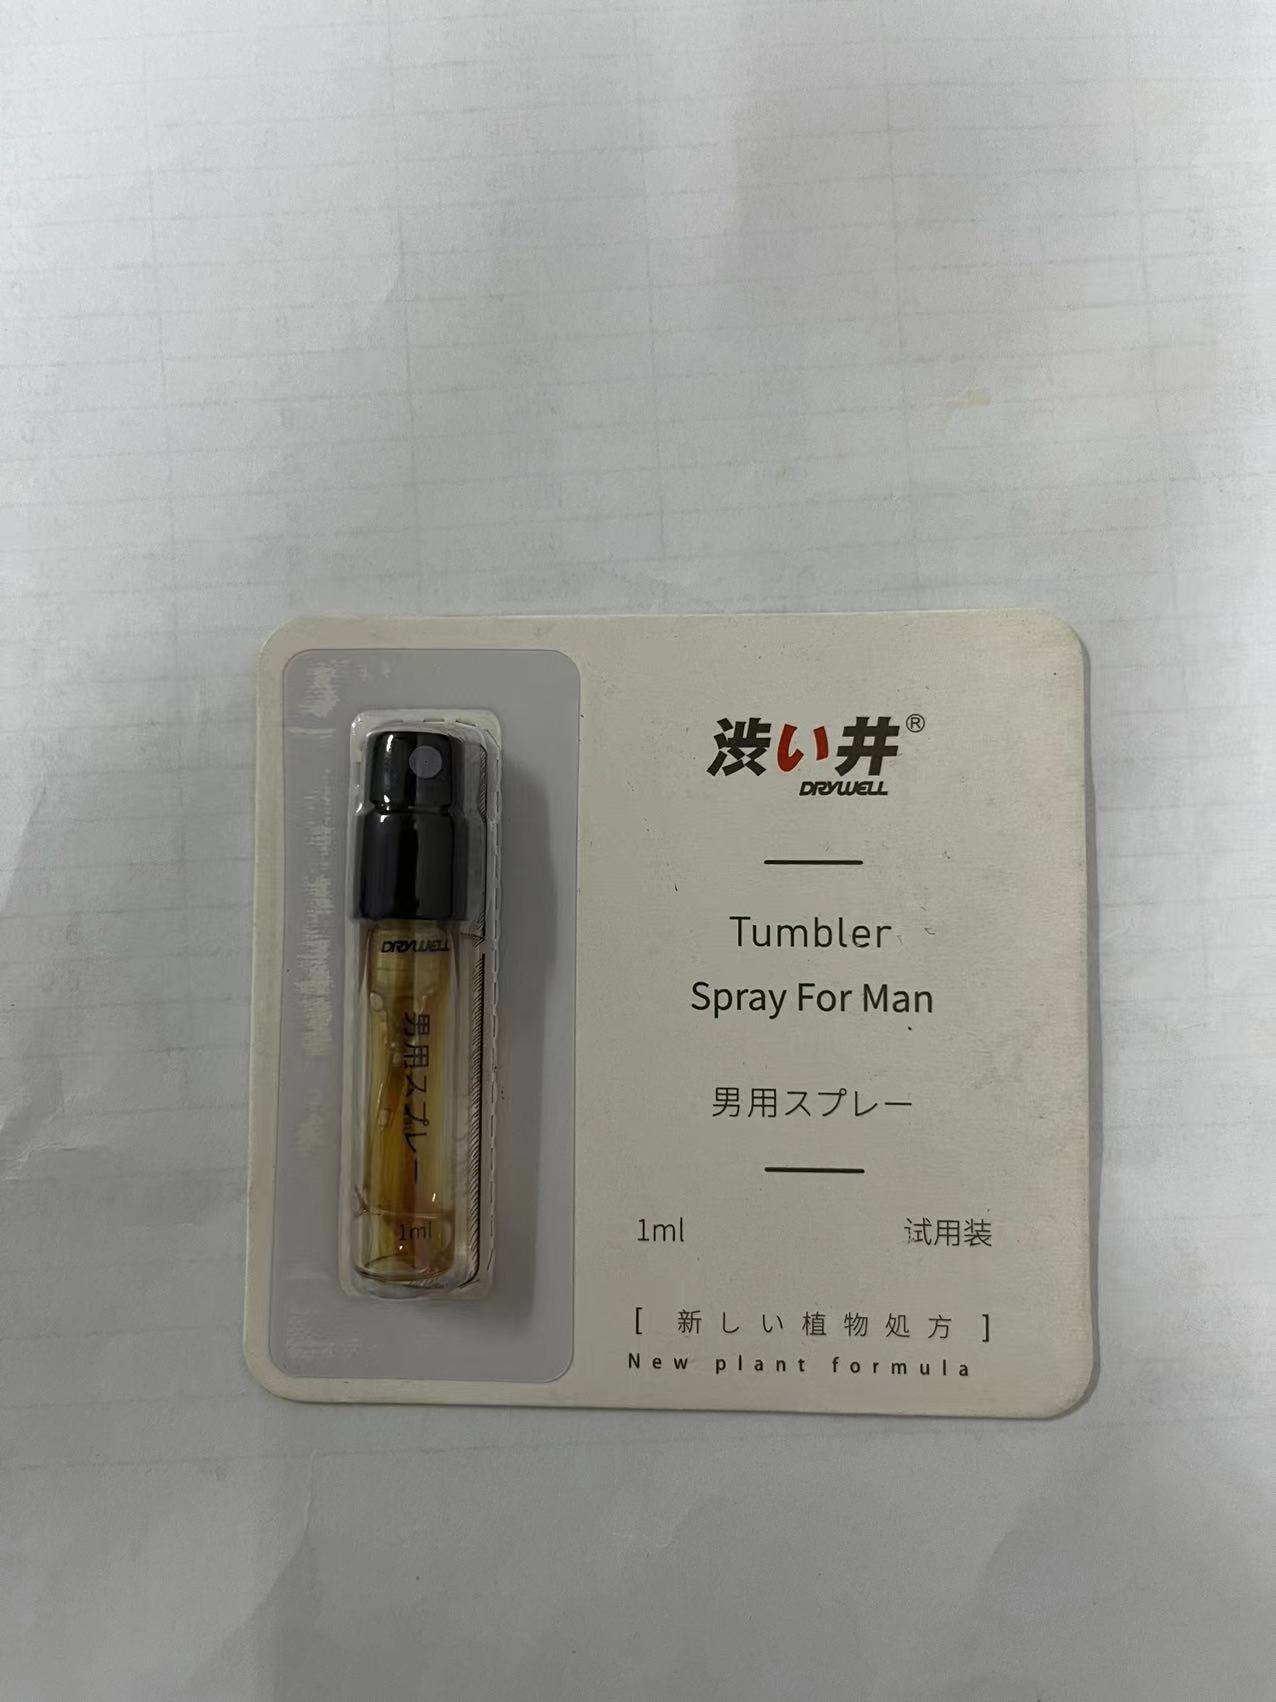 渋い井®
DRYWELL
Tumbler
Spray For Man
男用スプレー
1ml 试用装
[ 新しい植物処方 ]
New plant formula
DRYWELL
男用スプレー
1ml